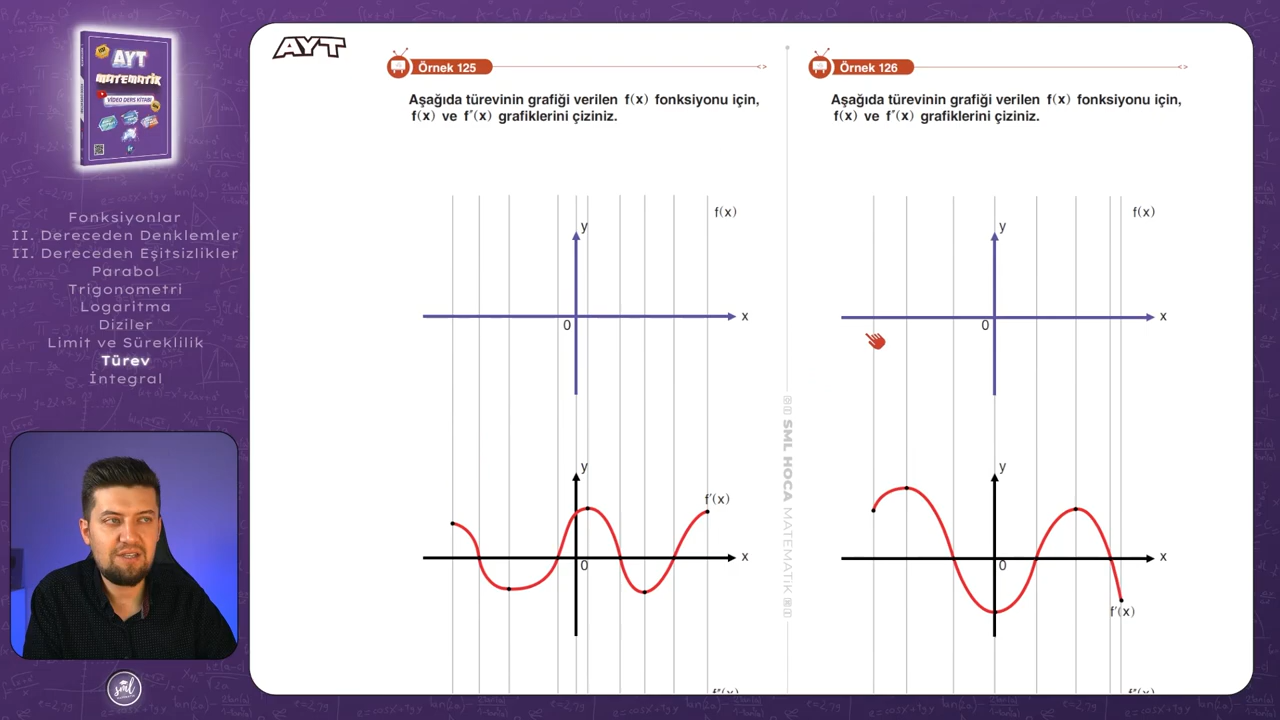 AYT
MATEMATİK
VİDEO DERS KİTABI
Fonksiyonlar
II. Dereceden Denklemler
II. Dereceden Eşitsizlikler
Parabol
Trigonometri
Logaritma
Diziler
Limit ve Süreklilik
Türev
İntegral
sml
AYT
Örnek 125
Aşağıda türevinin grafiği verilen f(x) fonksiyonu için,
f(x) ve f″(x) grafiklerini çiziniz.
f(x)
y
x
0
y
f′(x)
x
0
SML HOCA MATEMATİK
Örnek 126
Aşağıda türevinin grafiği verilen f(x) fonksiyonu için,
f(x) ve f″(x) grafiklerini çiziniz.
f(x)
y
x
0
y
x
0
f′(x)